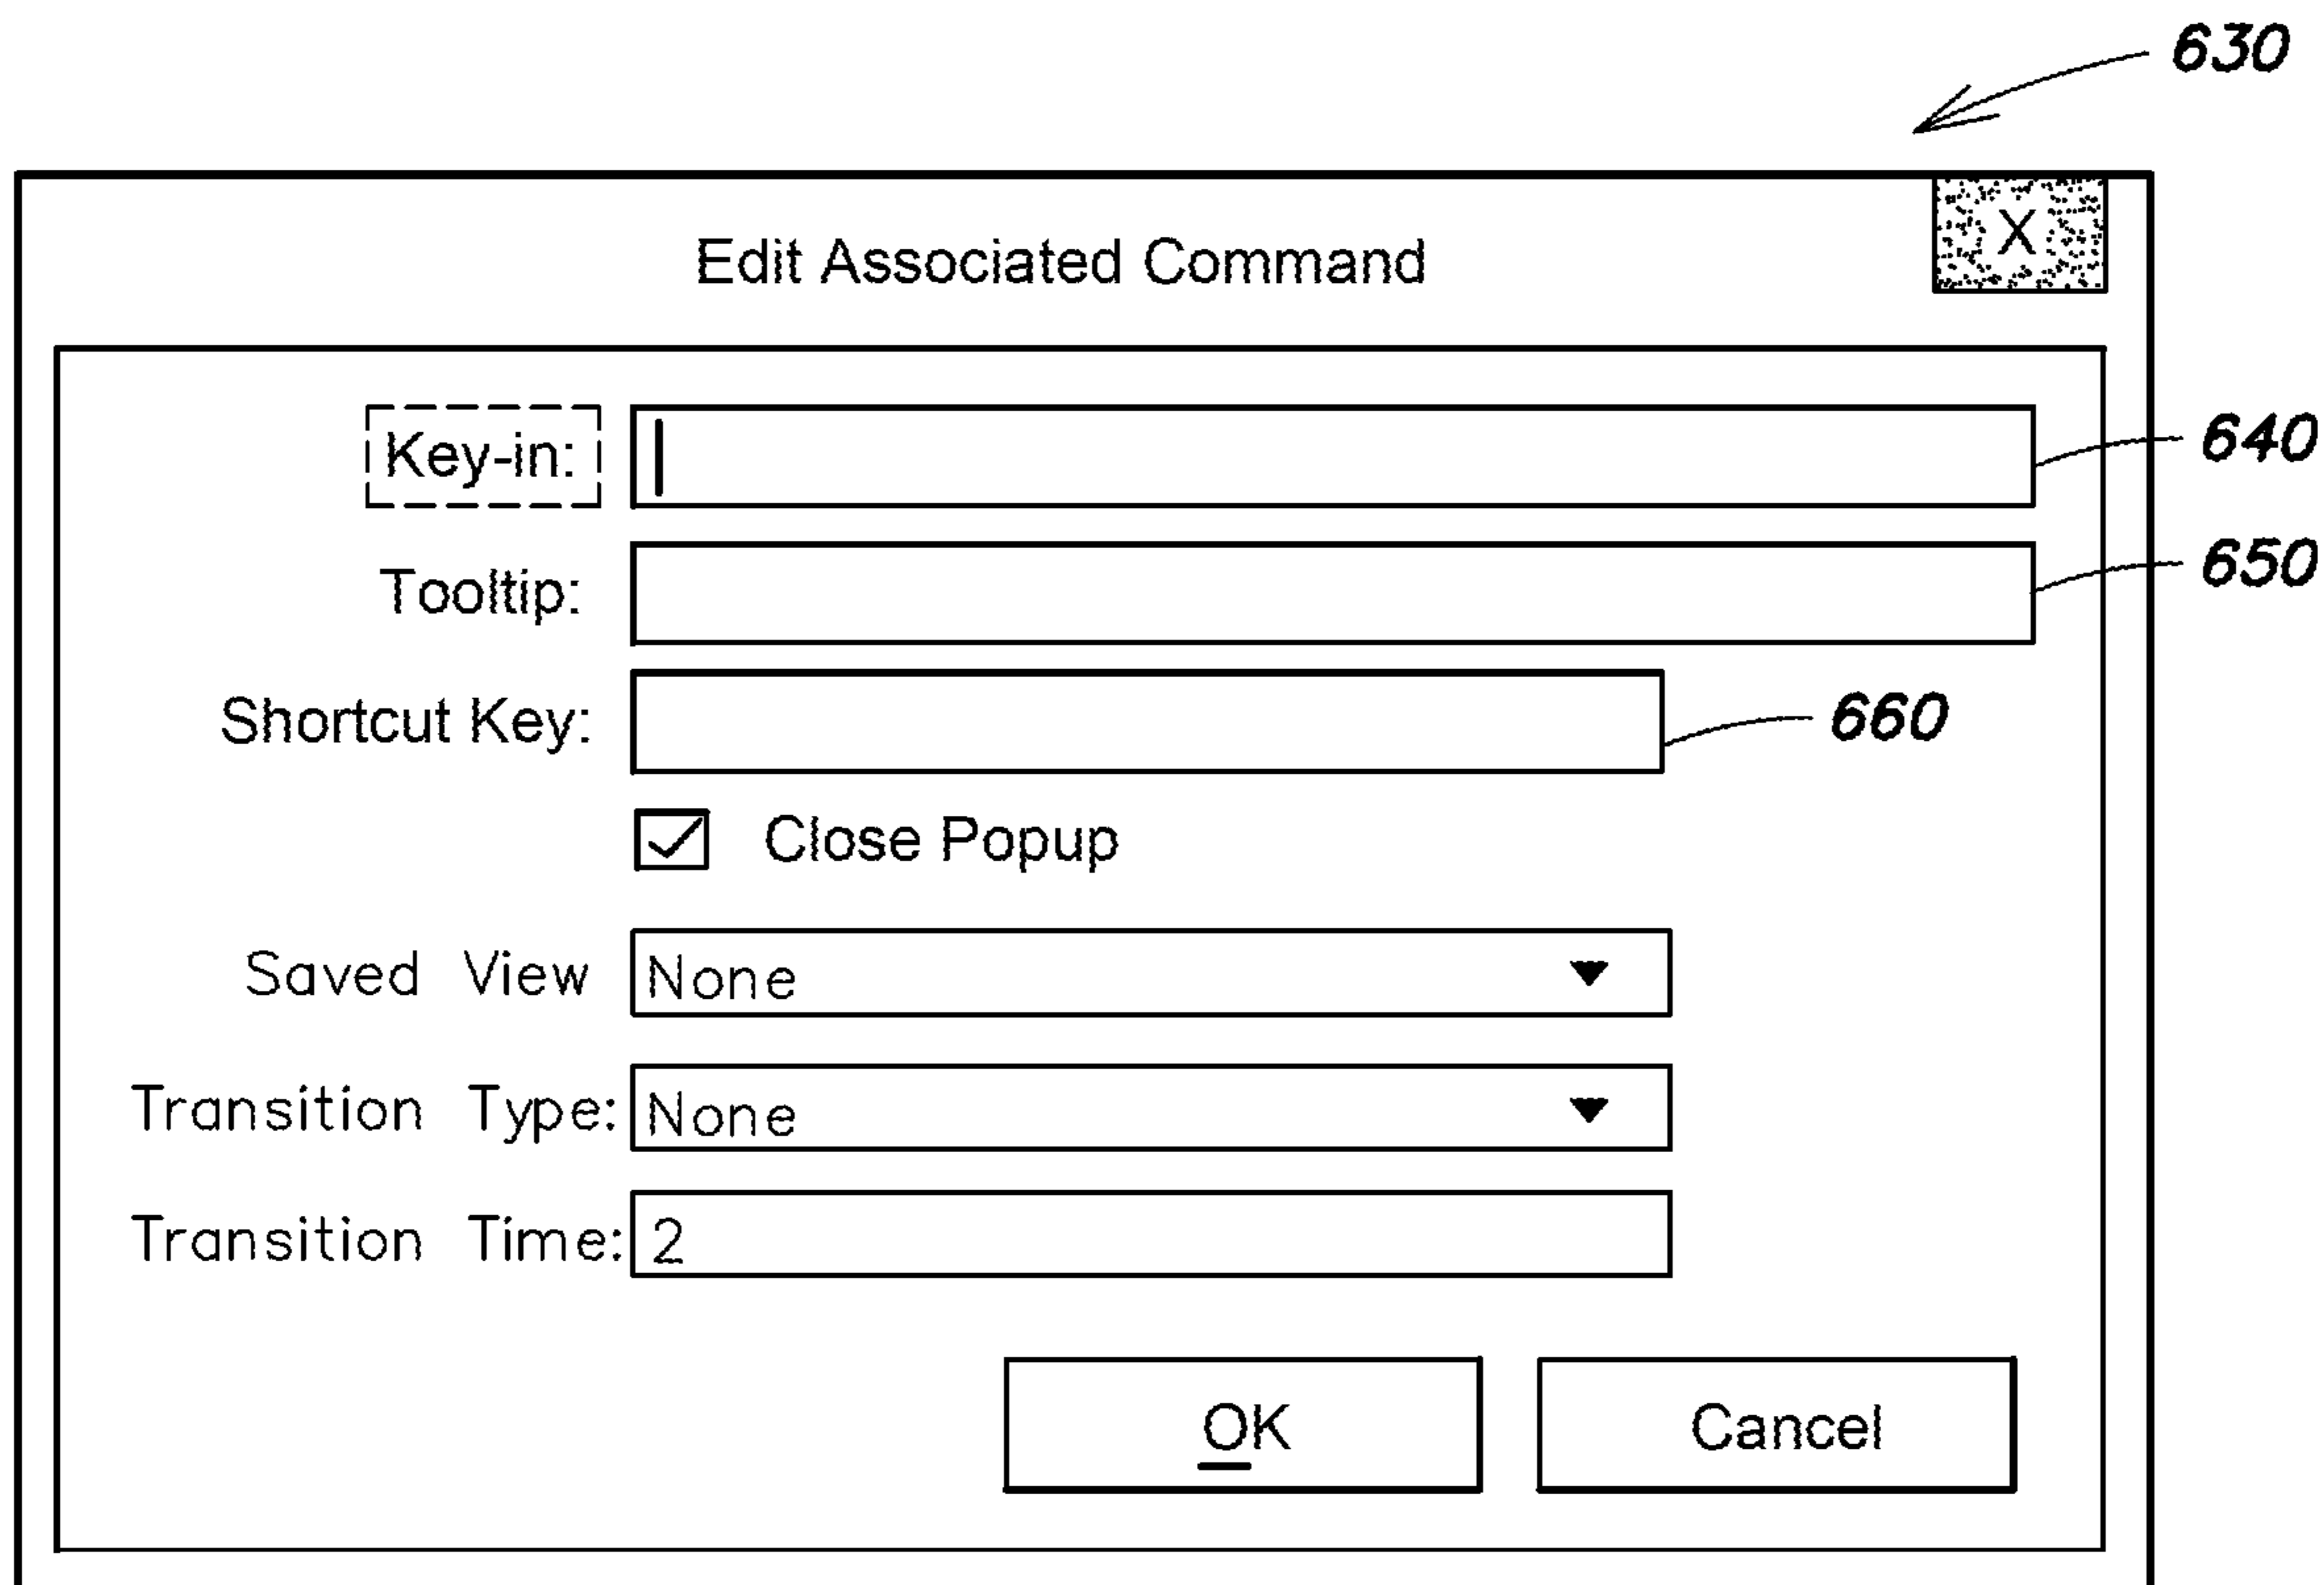 630
X
Edit Associated Command
Key-in: 640
Tooltip: 650
Shortcut Key: 660
Close Popup
Saved View None
Transition Type: None
Transition Time: 2
OK Cancel